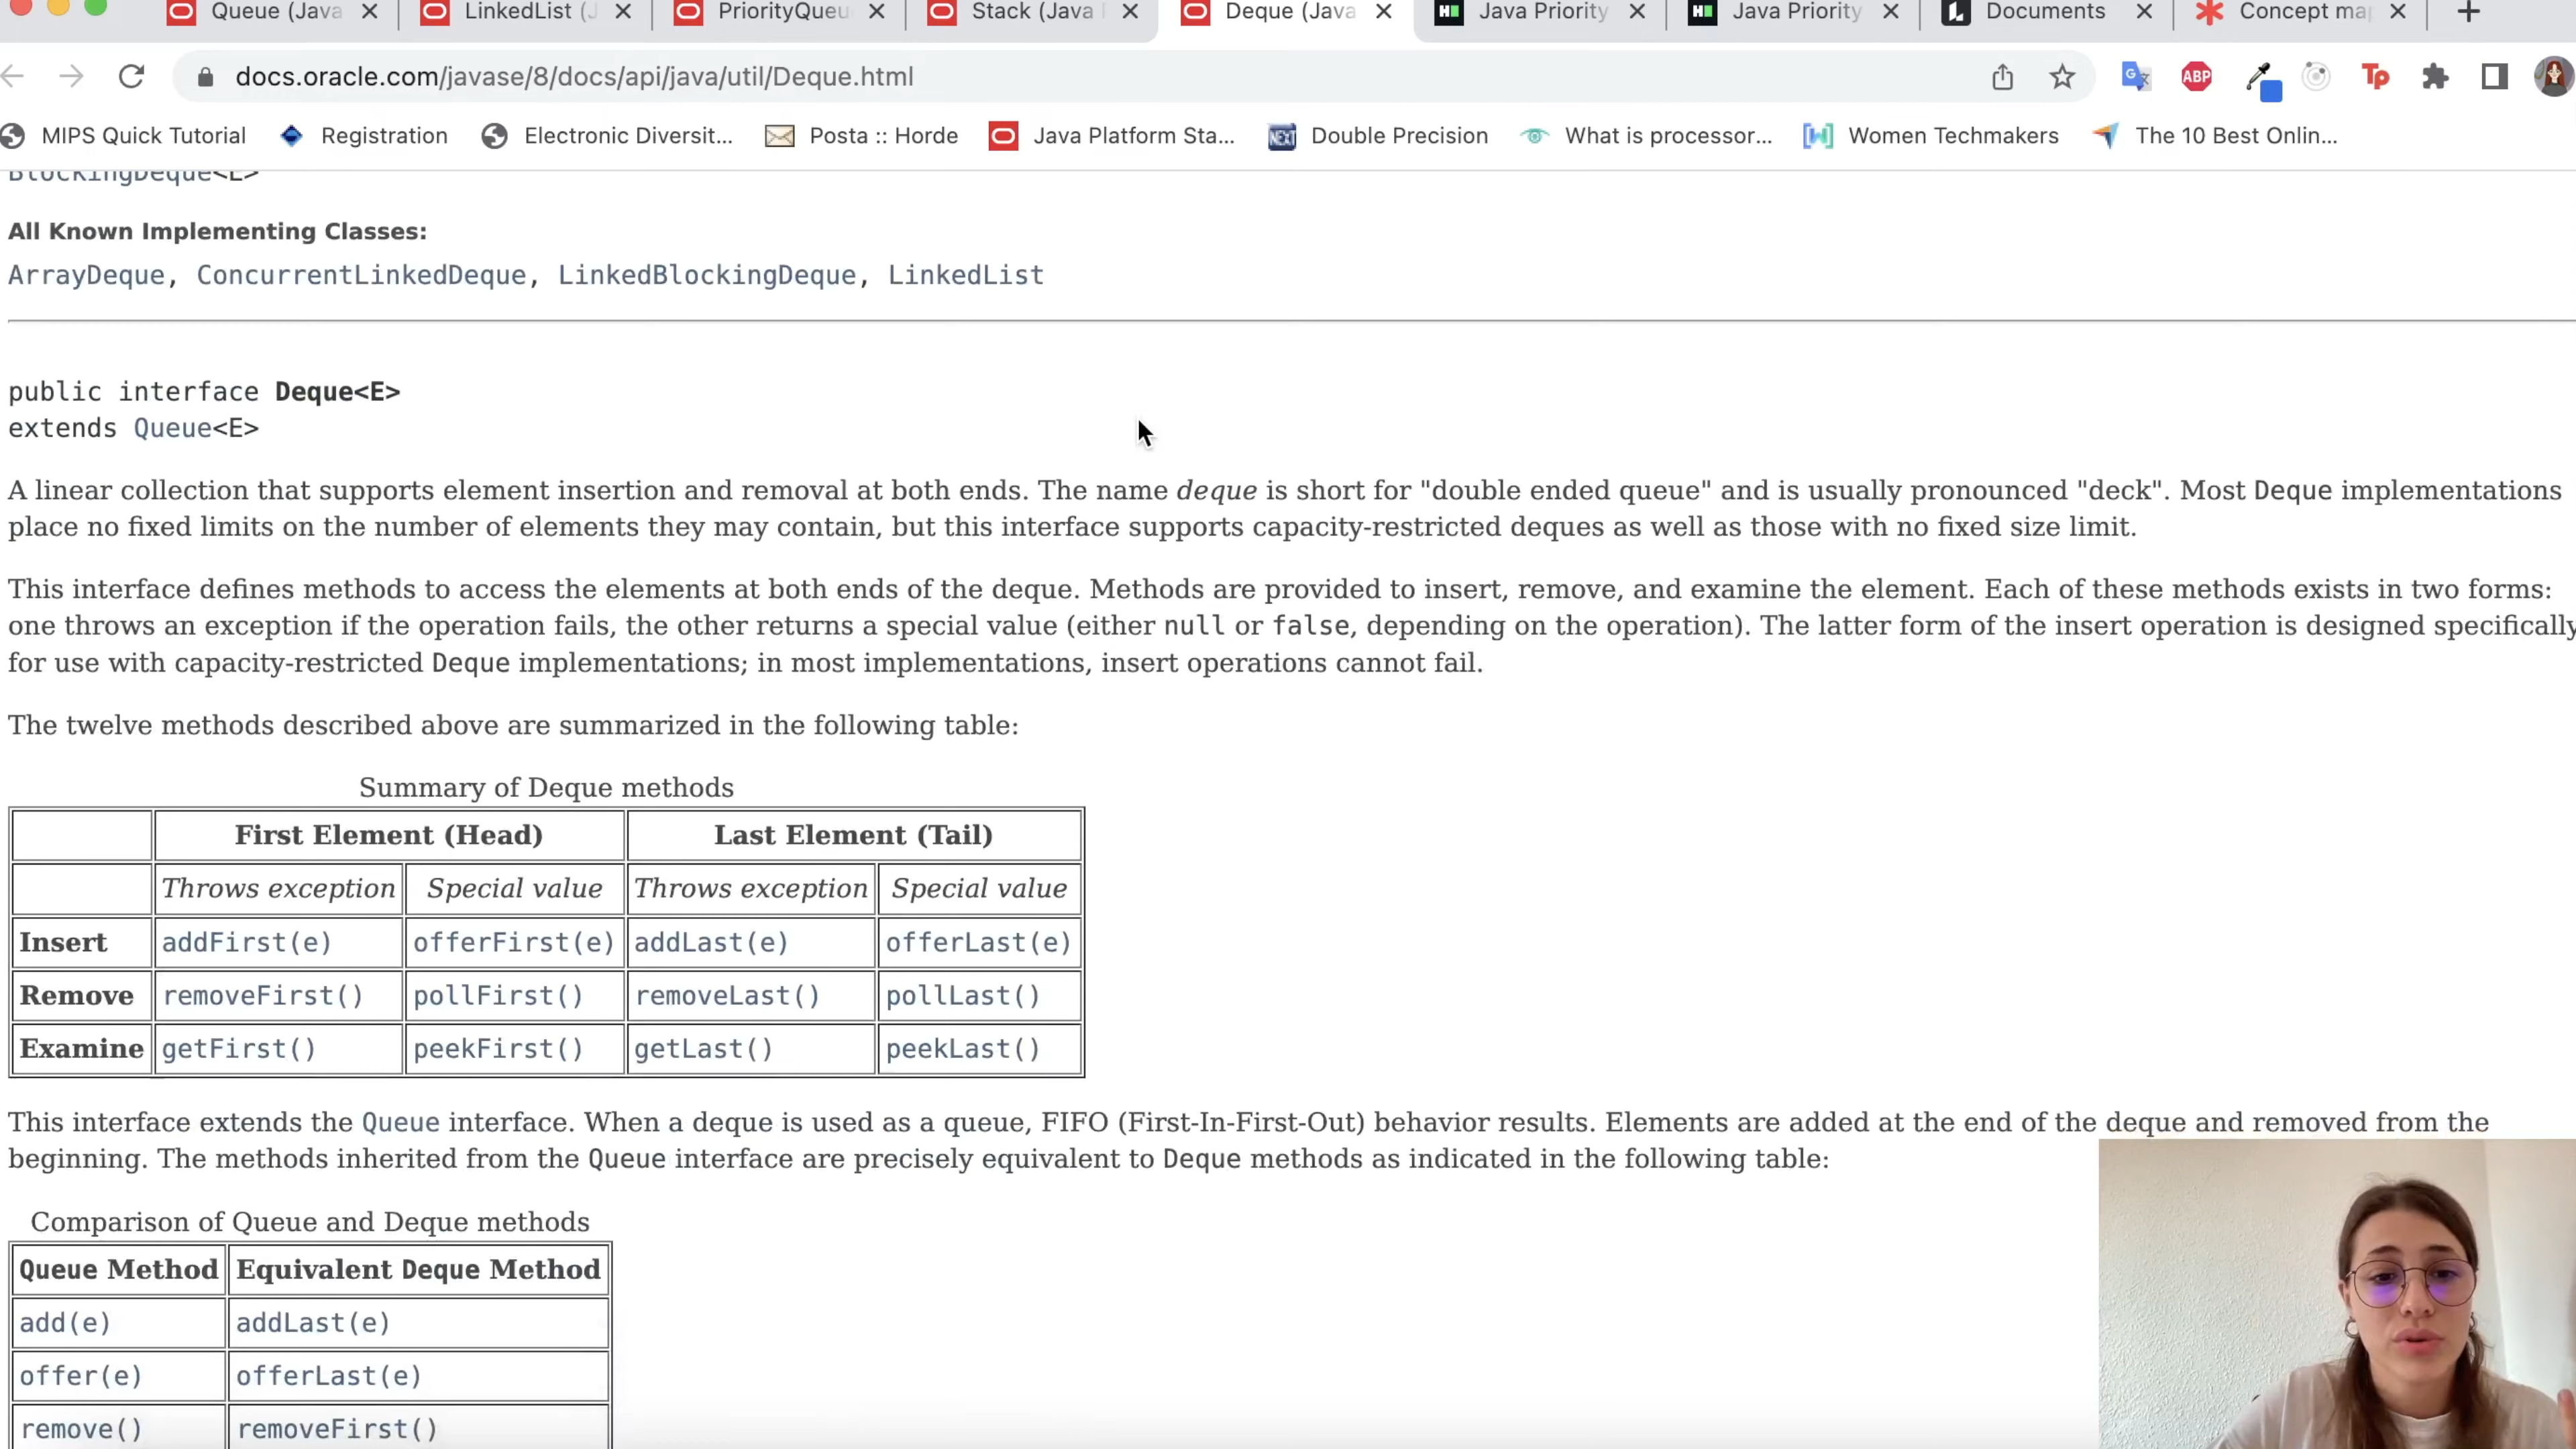 Queue (Java
LinkedList (J
PriorityQueu
Stack (Java
Deque (Java
Java Priority
Java Priority
Documents
Concept map
docs.oracle.com/javase/8/docs/api/java/util/Deque.html
ABP
Tp
MIPS Quick Tutorial
Registration
Electronic Diversit...
Posta :: Horde
Java Platform Sta...
NEXT
Double Precision
What is processor...
Women Techmakers
The 10 Best Onlin...
BlockingDeque<E>
All Known Implementing Classes:
ArrayDeque, ConcurrentLinkedDeque, LinkedBlockingDeque, LinkedList
public interface Deque<E>
extends Queue<E>
A linear collection that supports element insertion and removal at both ends. The name deque is short for "double ended queue" and is usually pronounced "deck". Most Deque implementations
place no fixed limits on the number of elements they may contain, but this interface supports capacity-restricted deques as well as those with no fixed size limit.
This interface defines methods to access the elements at both ends of the deque. Methods are provided to insert, remove, and examine the element. Each of these methods exists in two forms:
one throws an exception if the operation fails, the other returns a special value (either null or false, depending on the operation). The latter form of the insert operation is designed specifically
for use with capacity-restricted Deque implementations; in most implementations, insert operations cannot fail.
The twelve methods described above are summarized in the following table:
Summary of Deque methods
First Element (Head) Last Element (Tail)
Throws exception Special value Throws exception Special value
Insert addFirst(e) offerFirst(e) addLast(e) offerLast(e)
Remove removeFirst() pollFirst() removeLast() pollLast()
Examine getFirst() peekFirst() getLast() peekLast()
This interface extends the Queue interface. When a deque is used as a queue, FIFO (First-In-First-Out) behavior results. Elements are added at the end of the deque and removed from the
beginning. The methods inherited from the Queue interface are precisely equivalent to Deque methods as indicated in the following table:
Comparison of Queue and Deque methods
Queue Method Equivalent Deque Method
add(e) addLast(e)
offer(e) offerLast(e)
remove() removeFirst()